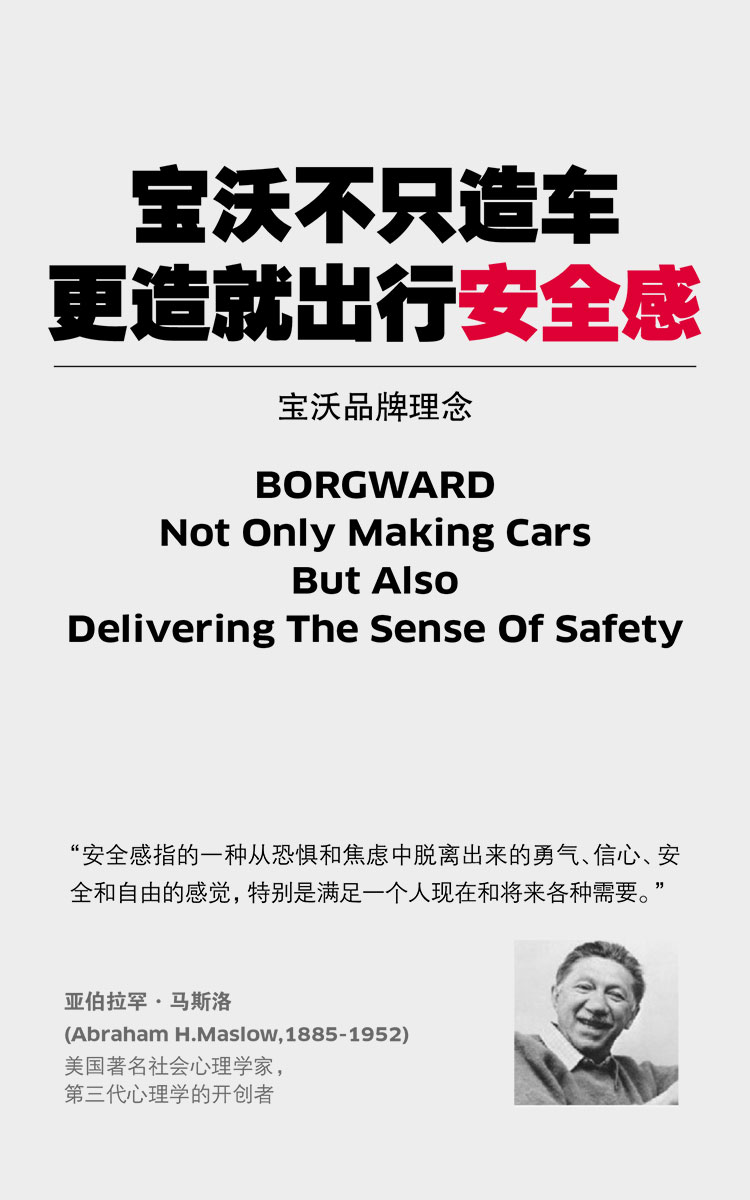 宝沃不只造车
更造就出行安全感
宝沃品牌理念
BORGWARD
Not Only Making Cars
But Also
Delivering The Sense Of Safety
“安全感指的一种从恐惧和焦虑中脱离出来的勇气、信心、安
全和自由的感觉，特别是满足一个人现在和将来各种需要。”
亚伯拉罕·马斯洛
(Abraham H.Maslow,1885-1952)
美国著名社会心理学家，
第三代心理学的开创者